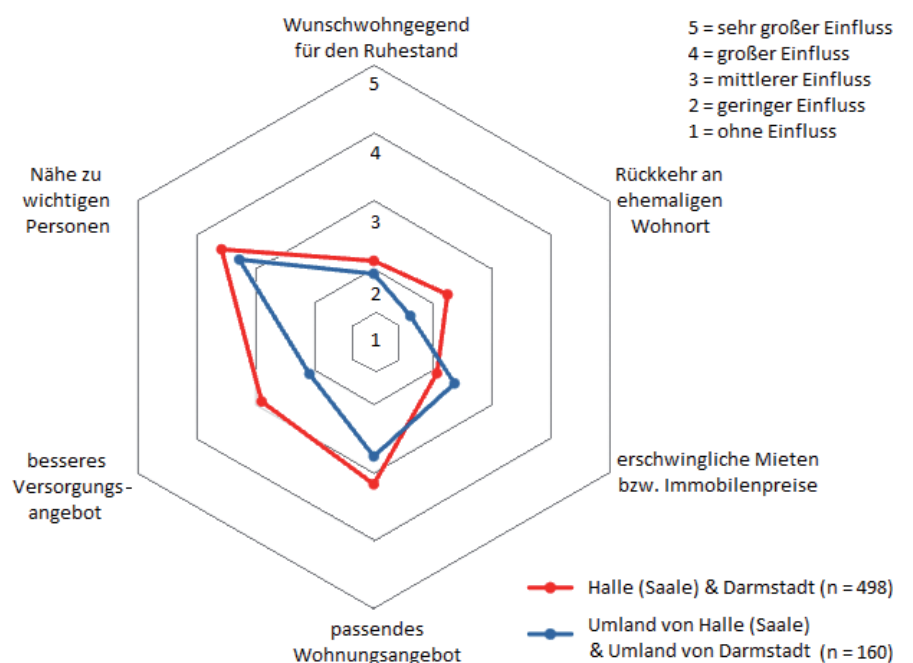 Wunschwohngegend
für den Ruhestand
5 = sehr großer Einfluss
4 = großer Einfluss
3 = mittlerer Einfluss
2 = geringer Einfluss
1 = ohne Einfluss
5
4
3
2
1
Nähe zu
wichtigen
Personen
Rückkehr an
ehemaligen
Wohnort
besseres
Versorgungs-
angebot
erschwingliche Mieten
bzw. Immobilenpreise
passendes
Wohnungsangebot
Halle (Saale) & Darmstadt (n = 498)
Umland von Halle (Saale)
& Umland von Darmstadt (n = 160)